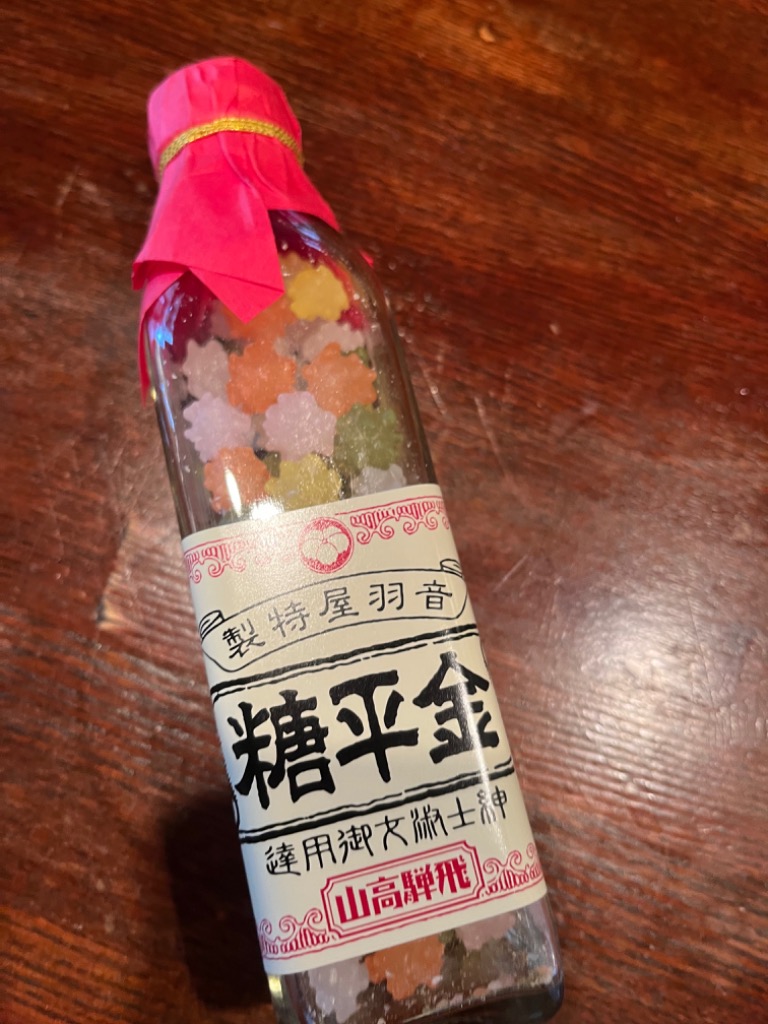 音羽屋特製
金平糖
紳士淑女御用達
飛騨高山